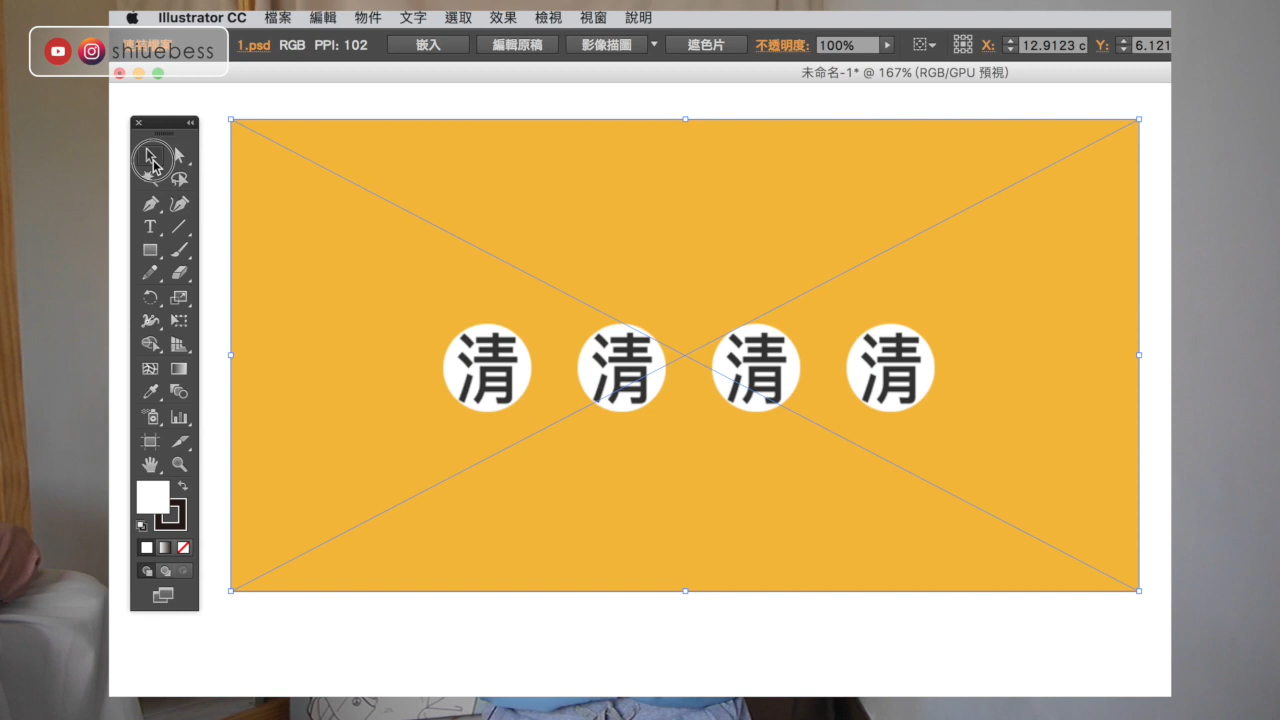 Illustrator CC 檔案 編輯 物件 文字 選取 效果 檢視 視窗 說明
1.psd RGB PPI: 102 嵌入 編輯原稿 影像描圖 遮色片 不透明度: 100% X: 12.9123 c Y: 6.121
shiuebess
未命名-1* @ 167% (RGB/GPU 預視)
清 清 清 清